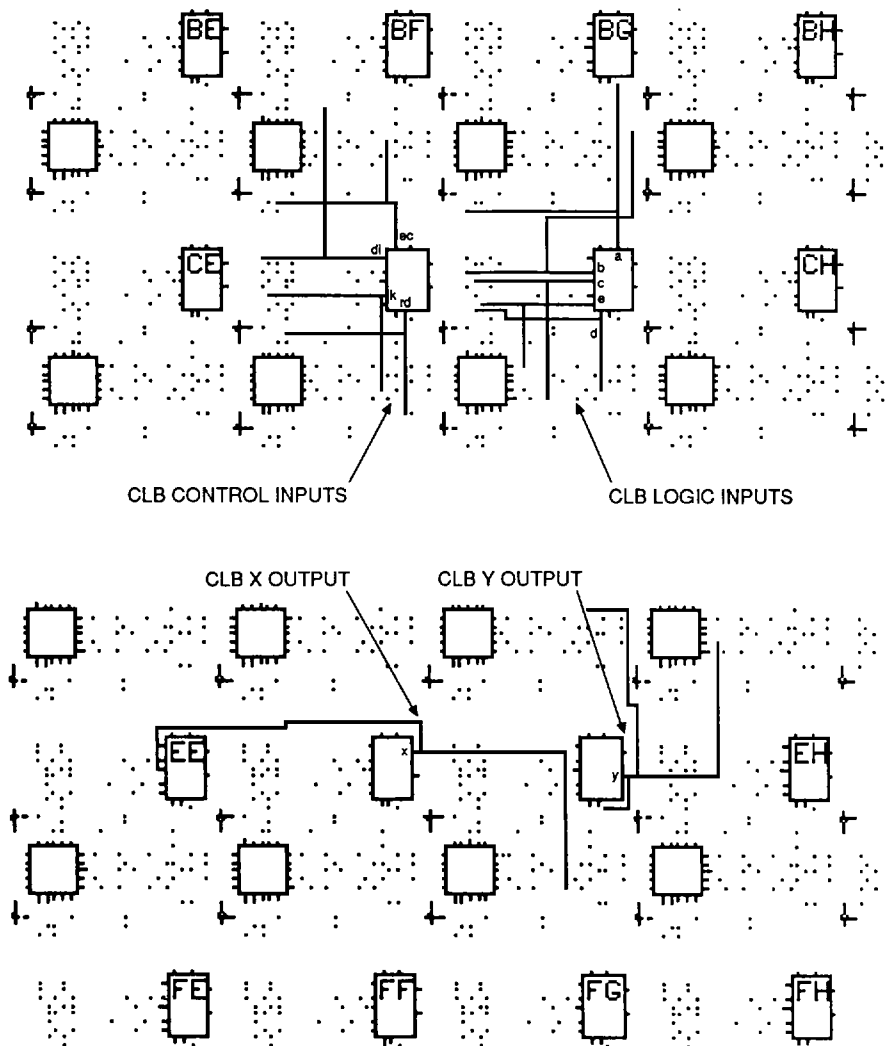 BE BF BG BH
ec
di
a
CE CH
b
c
k
e
rd
d
CLB CONTROL INPUTS CLB LOGIC INPUTS
CLB X OUTPUT CLB Y OUTPUT
EE x EH
y
FE FF FG FH